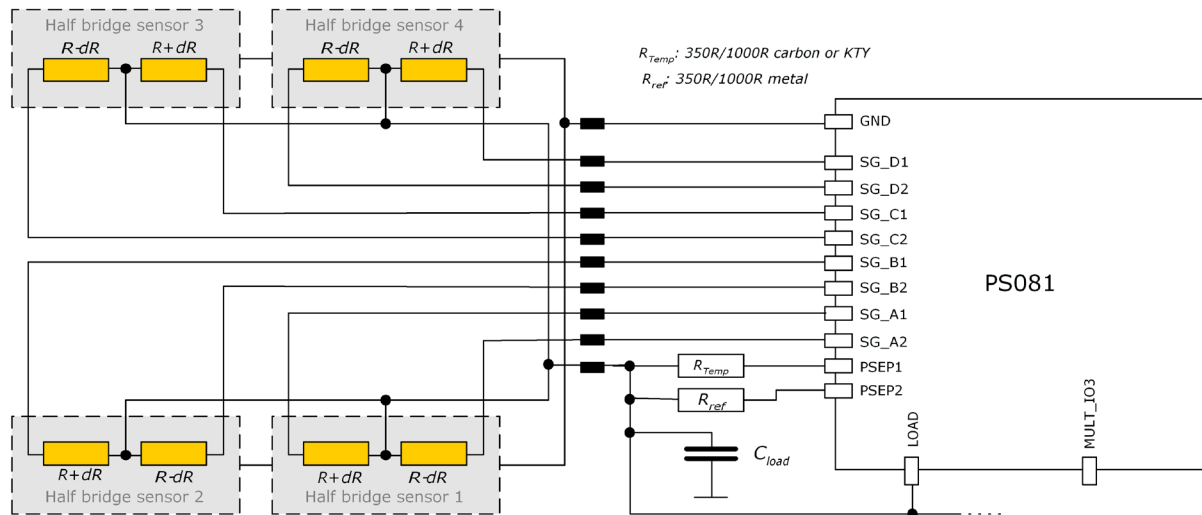 Half bridge sensor 3
Half bridge sensor 4
R-dR
R+dR
R-dR
R+dR
R_Temp: 350R/1000R carbon or KTY
R_ref: 350R/1000R metal
GND
SG_D1
SG_D2
SG_C1
SG_C2
SG_B1
SG_B2
SG_A1
SG_A2
PSEP1
PSEP2
PS081
R_Temp
R_ref
C_load
LOAD
MULT_IO3
R+dR
R-dR
R+dR
R-dR
Half bridge sensor 2
Half bridge sensor 1